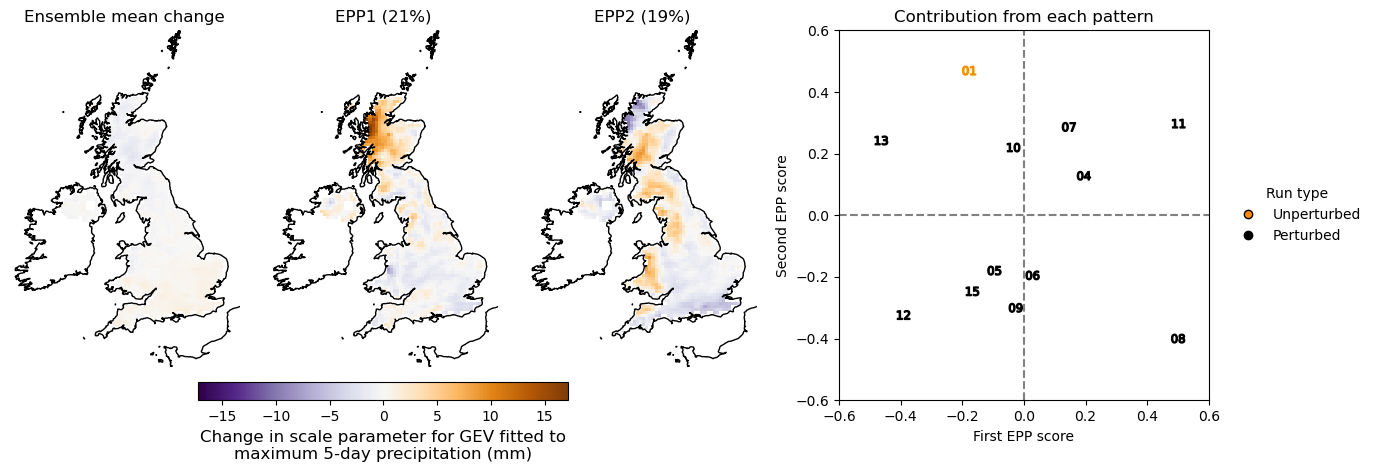 Ensemble mean change
EPP1 (21%)
EPP2 (19%)
Contribution from each pattern
−15 −10 −5 0 5 10 15
Change in scale parameter for GEV fitted to
maximum 5-day precipitation (mm)
Second EPP score
0.6
0.4
0.2
0.0
−0.2
−0.4
−0.6
01
11
07
13
10
04
05
06
15
09
12
08
−0.6 −0.4 −0.2 0.0 0.2 0.4 0.6
First EPP score
Run type
Unperturbed
Perturbed